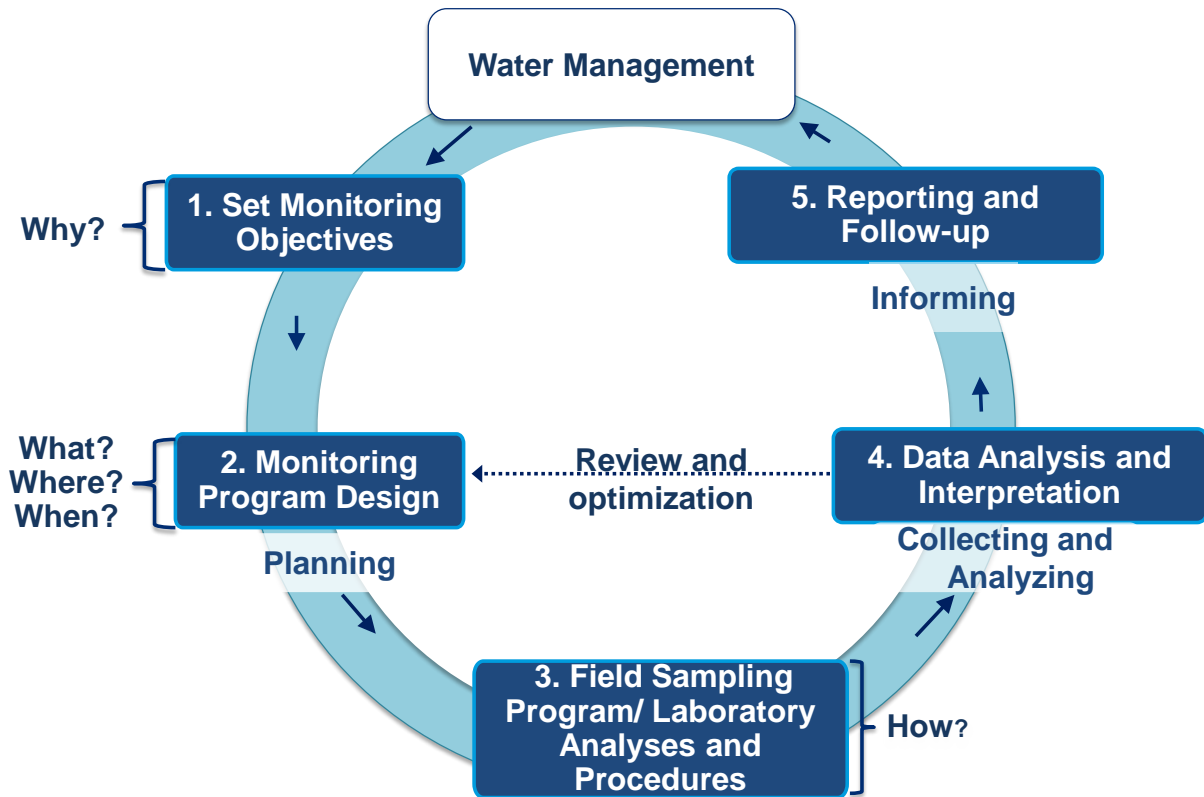 Water Management
1. Set Monitoring
Objectives
Why?
5. Reporting and
Follow-up
Informing
What?
Where?
When?
2. Monitoring
Program Design
Review and
optimization
4. Data Analysis and
Interpretation
Planning
Collecting and
Analyzing
3. Field Sampling
Program/ Laboratory
Analyses and
Procedures
How?